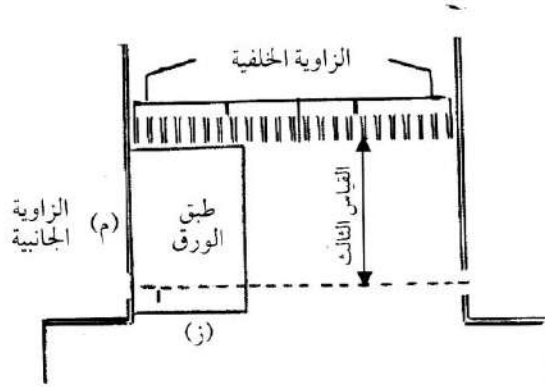 الزاوية الخلفية
القياس الثالث
الزاوية
الجانبية
(م)
طبق
الورق
(ز)